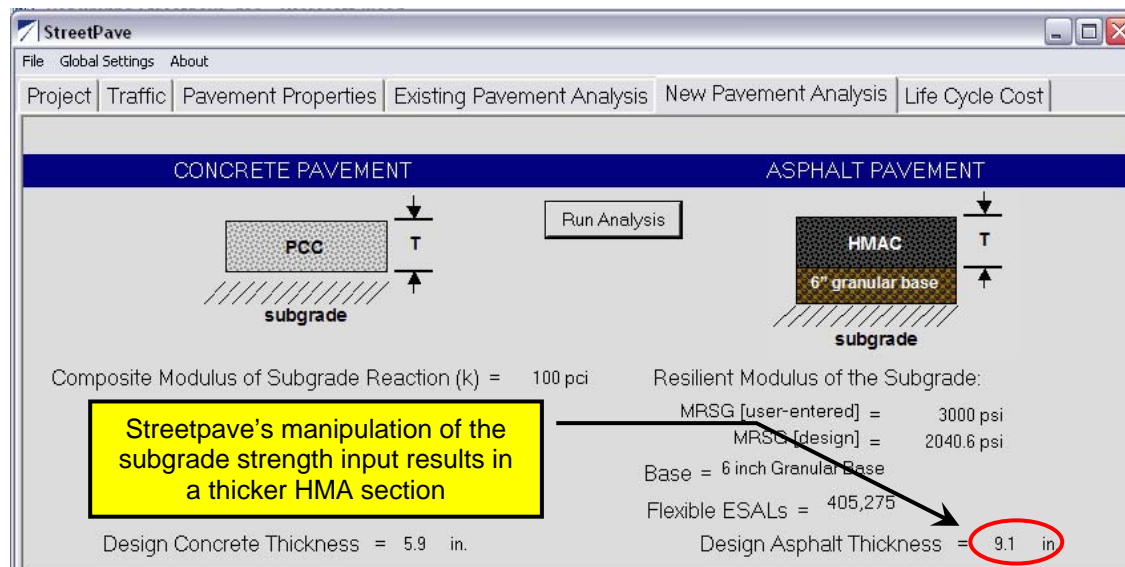 StreetPave
File Global Settings About
Project Traffic Pavement Properties Existing Pavement Analysis New Pavement Analysis Life Cycle Cost
CONCRETE PAVEMENT
ASPHALT PAVEMENT
Run Analysis
PCC
T
subgrade
HMAC
T
6" granular base
subgrade
Composite Modulus of Subgrade Reaction (k) = 100 pci
Resilient Modulus of the Subgrade:
MRSG [user-entered] = 3000 psi
MRSG [design] = 2040.6 psi
Base = 6 inch Granular Base
Flexible ESALs = 405,275
Streetpave's manipulation of the
subgrade strength input results in
a thicker HMA section
Design Concrete Thickness = 5.9 in.
Design Asphalt Thickness = 9.1 in